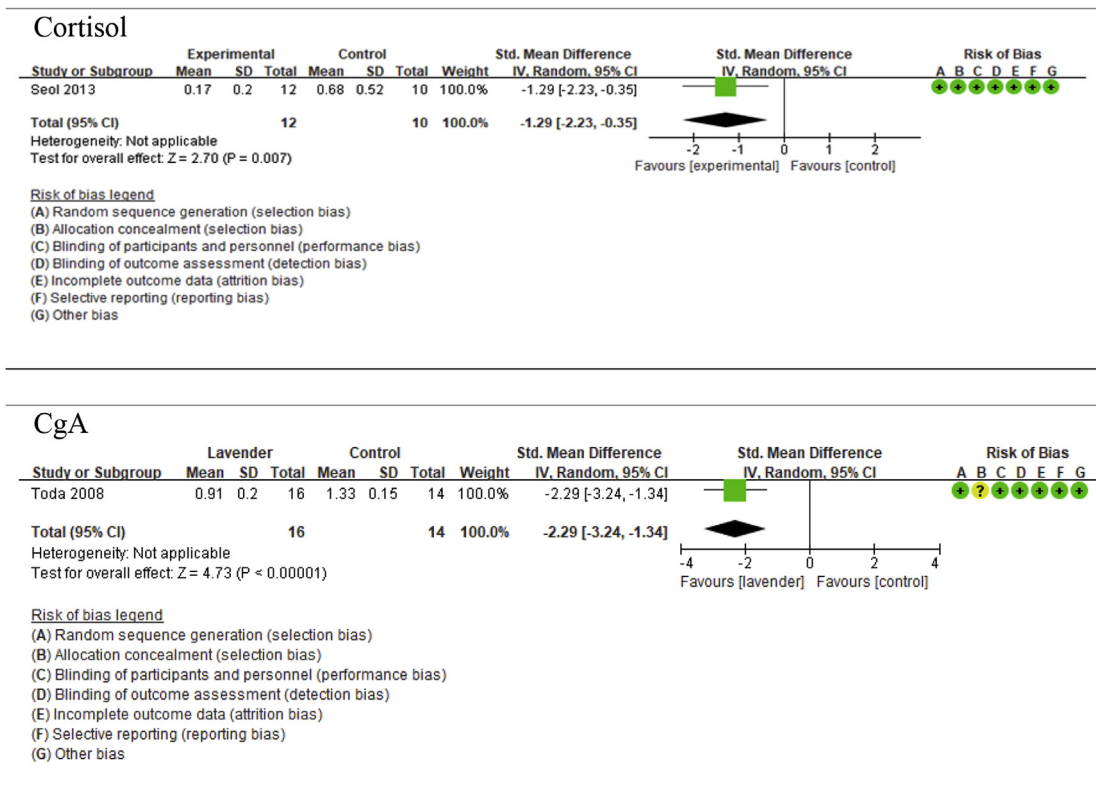 Cortisol
Experimental Control Std. Mean Difference Std. Mean Difference Risk of Bias
Study or Subgroup Mean SD Total Mean SD Total Weight IV, Random, 95% CI IV, Random, 95% CI A B C D E F G
Seol 2013 0.17 0.2 12 0.68 0.52 10 100.0% -1.29 [-2.23, -0.35] + + + + + + +
Total (95% CI) 12 10 100.0% -1.29 [-2.23, -0.35]
Heterogeneity: Not applicable
Test for overall effect: Z = 2.70 (P = 0.007)
-2 -1 0 1 2
Favours [experimental] Favours [control]
Risk of bias legend
(A) Random sequence generation (selection bias)
(B) Allocation concealment (selection bias)
(C) Blinding of participants and personnel (performance bias)
(D) Blinding of outcome assessment (detection bias)
(E) Incomplete outcome data (attrition bias)
(F) Selective reporting (reporting bias)
(G) Other bias
CgA
Lavender Control Std. Mean Difference Std. Mean Difference Risk of Bias
Study or Subgroup Mean SD Total Mean SD Total Weight IV, Random, 95% CI IV, Random, 95% CI A B C D E F G
Toda 2008 0.91 0.2 16 1.33 0.15 14 100.0% -2.29 [-3.24, -1.34] + ? + + + + +
Total (95% CI) 16 14 100.0% -2.29 [-3.24, -1.34]
Heterogeneity: Not applicable
Test for overall effect: Z = 4.73 (P < 0.00001)
-4 -2 0 2 4
Favours [lavender] Favours [control]
Risk of bias legend
(A) Random sequence generation (selection bias)
(B) Allocation concealment (selection bias)
(C) Blinding of participants and personnel (performance bias)
(D) Blinding of outcome assessment (detection bias)
(E) Incomplete outcome data (attrition bias)
(F) Selective reporting (reporting bias)
(G) Other bias